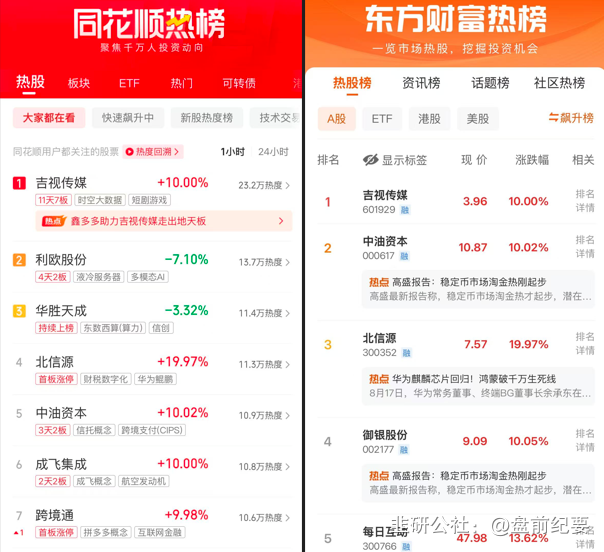 同花顺热榜
聚焦千万人投资动向
热股 板块 ETF 热门 可转债
大家都在看 快速飙升中 新股热度榜 技术交易
同花顺用户都关注的股票 热度回溯 > 1小时 24小时
1 吉视传媒 +10.00% 23.2万热度 >
11天7板 时空大数据 短剧游戏
热点 鑫多多助力吉视传媒走出地天板 >
2 利欧股份 -7.10% 13.7万热度 >
4天2板 液冷服务器 多模态AI
3 华胜天成 -3.32% 11.4万热度 >
持续上榜 东数西算(算力) 信创
4 北信源 +19.97% 11.3万热度 >
首板涨停 财税数字化 华为鲲鹏
5 中油资本 +10.02% 10.9万热度 >
3天2板 信托概念 跨境支付(CIPS)
6 成飞集成 +10.00% 10.8万热度 >
2天2板 成飞概念 航空发动机
7 跨境通 +9.98% 10.6万热度 >
▲1 首板涨停 拼多多概念 互联网金融
东方财富热榜
一览市场热股，挖掘投资机会
热股榜 资讯榜 话题榜 社区热榜
A股 ETF 港股 美股 飙升榜
排名 显示标签 现价 涨跌幅 相关
1 吉视传媒 3.96 10.00% 排名
601929 融 详情
2 中油资本 10.87 10.02% 排名
000617 融 详情
热点 高盛报告：稳定币市场淘金热刚起步
高盛最新报告称，稳定币市场淘金热才起步，潜在...
3 北信源 7.57 19.97% 排名
300352 融 详情
热点 华为麒麟芯片回归！鸿蒙破千万生死线
8月17日，华为常务董事、终端BG董事长余承东在...
4 御银股份 9.09 10.05% 排名
002177 融 详情
热点 高盛报告：稳定币市场淘金热刚起步
高盛最新报告称，稳定币市场淘金热才起步，潜在...
5 每日互动 47.98 13.62% 排名
300766 融 详情
韭研公社：@盘前纪要